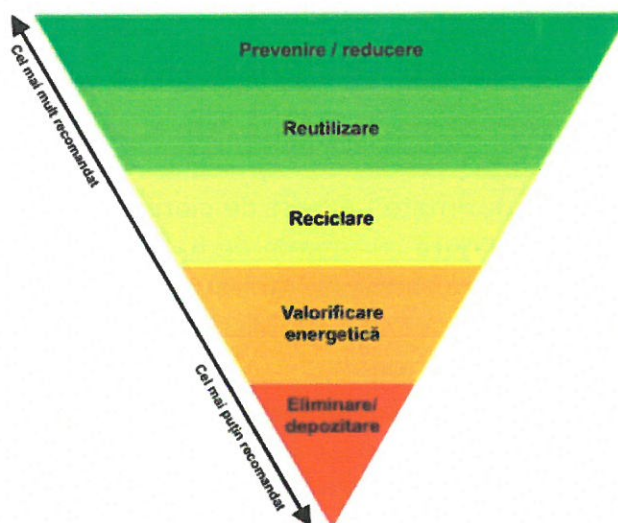 Prevenire / reducere
Cel mai mult recomandat
Reutilizare
Reciclare
Valorificare
energetică
Cel mai puțin recomandat
Eliminare/
depozitare